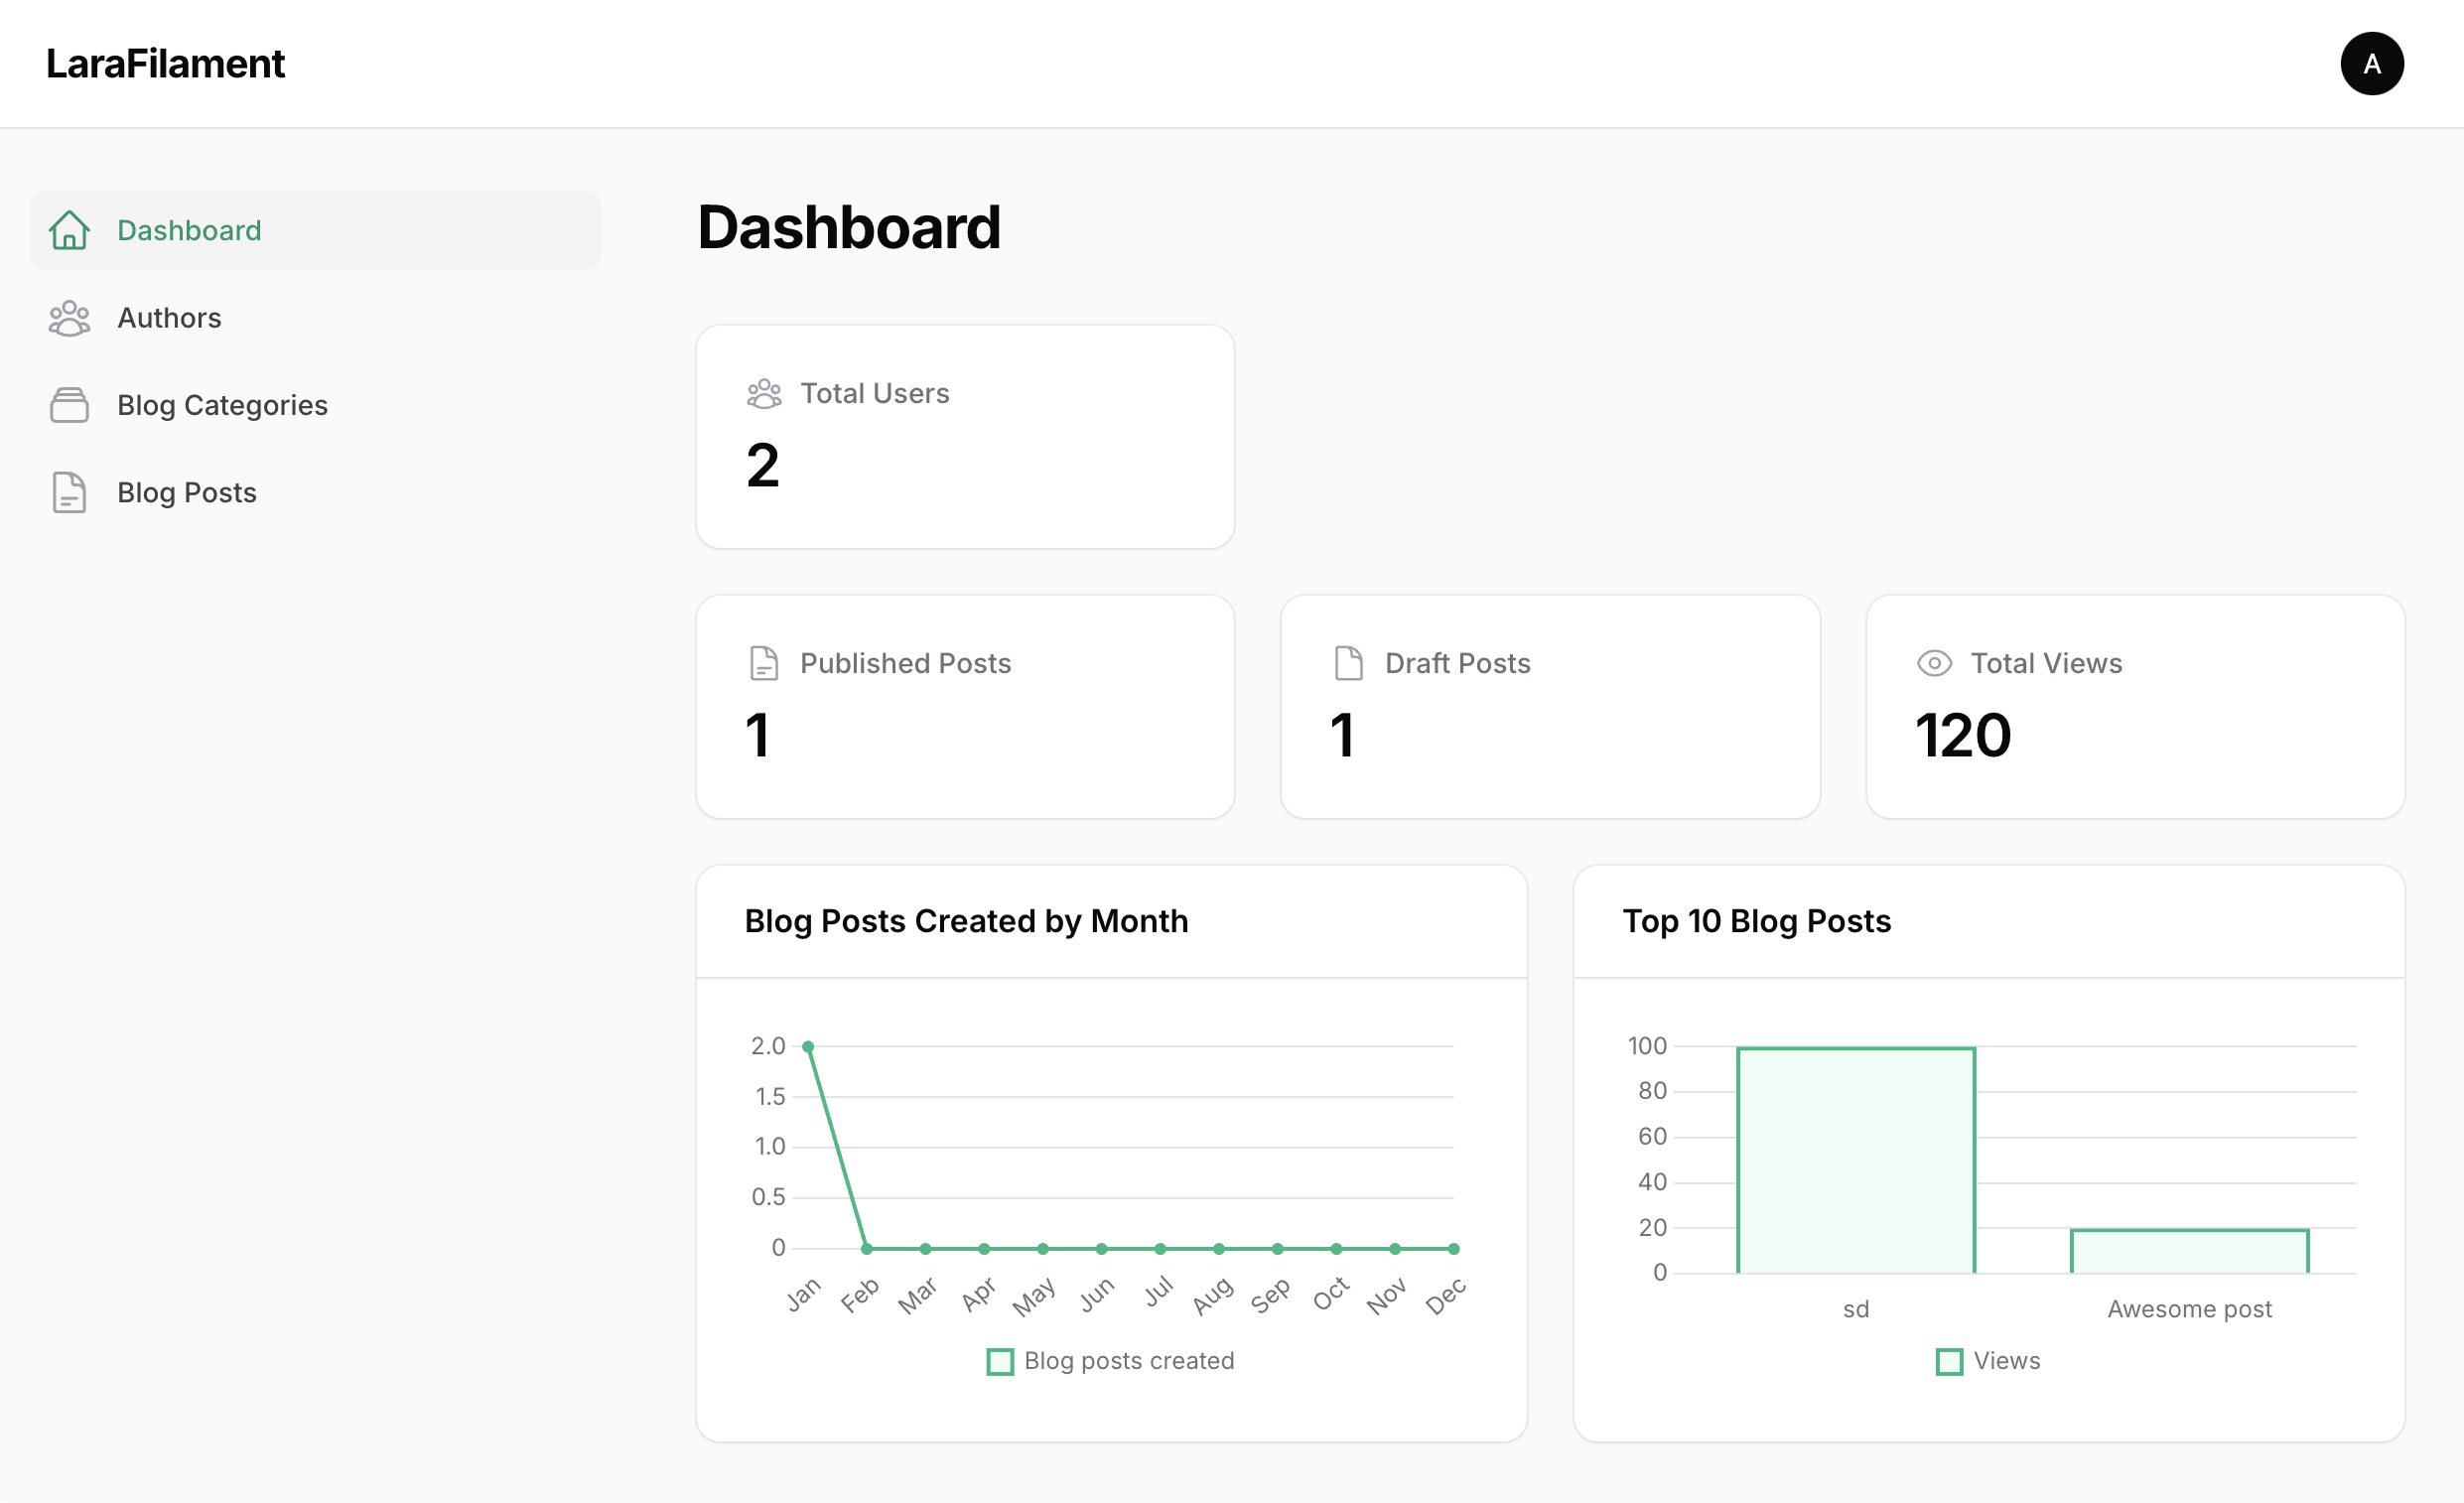 LaraFilament
A
Dashboard
Authors
Blog Categories
Blog Posts
Dashboard
Total Users
2
Published Posts
1
Draft Posts
1
Total Views
120
Blog Posts Created by Month
2.0
1.5
1.0
0.5
0
Jan Feb Mar Apr May Jun Jul Aug Sep Oct Nov Dec
Blog posts created
Top 10 Blog Posts
100
80
60
40
20
0
sd Awesome post
Views